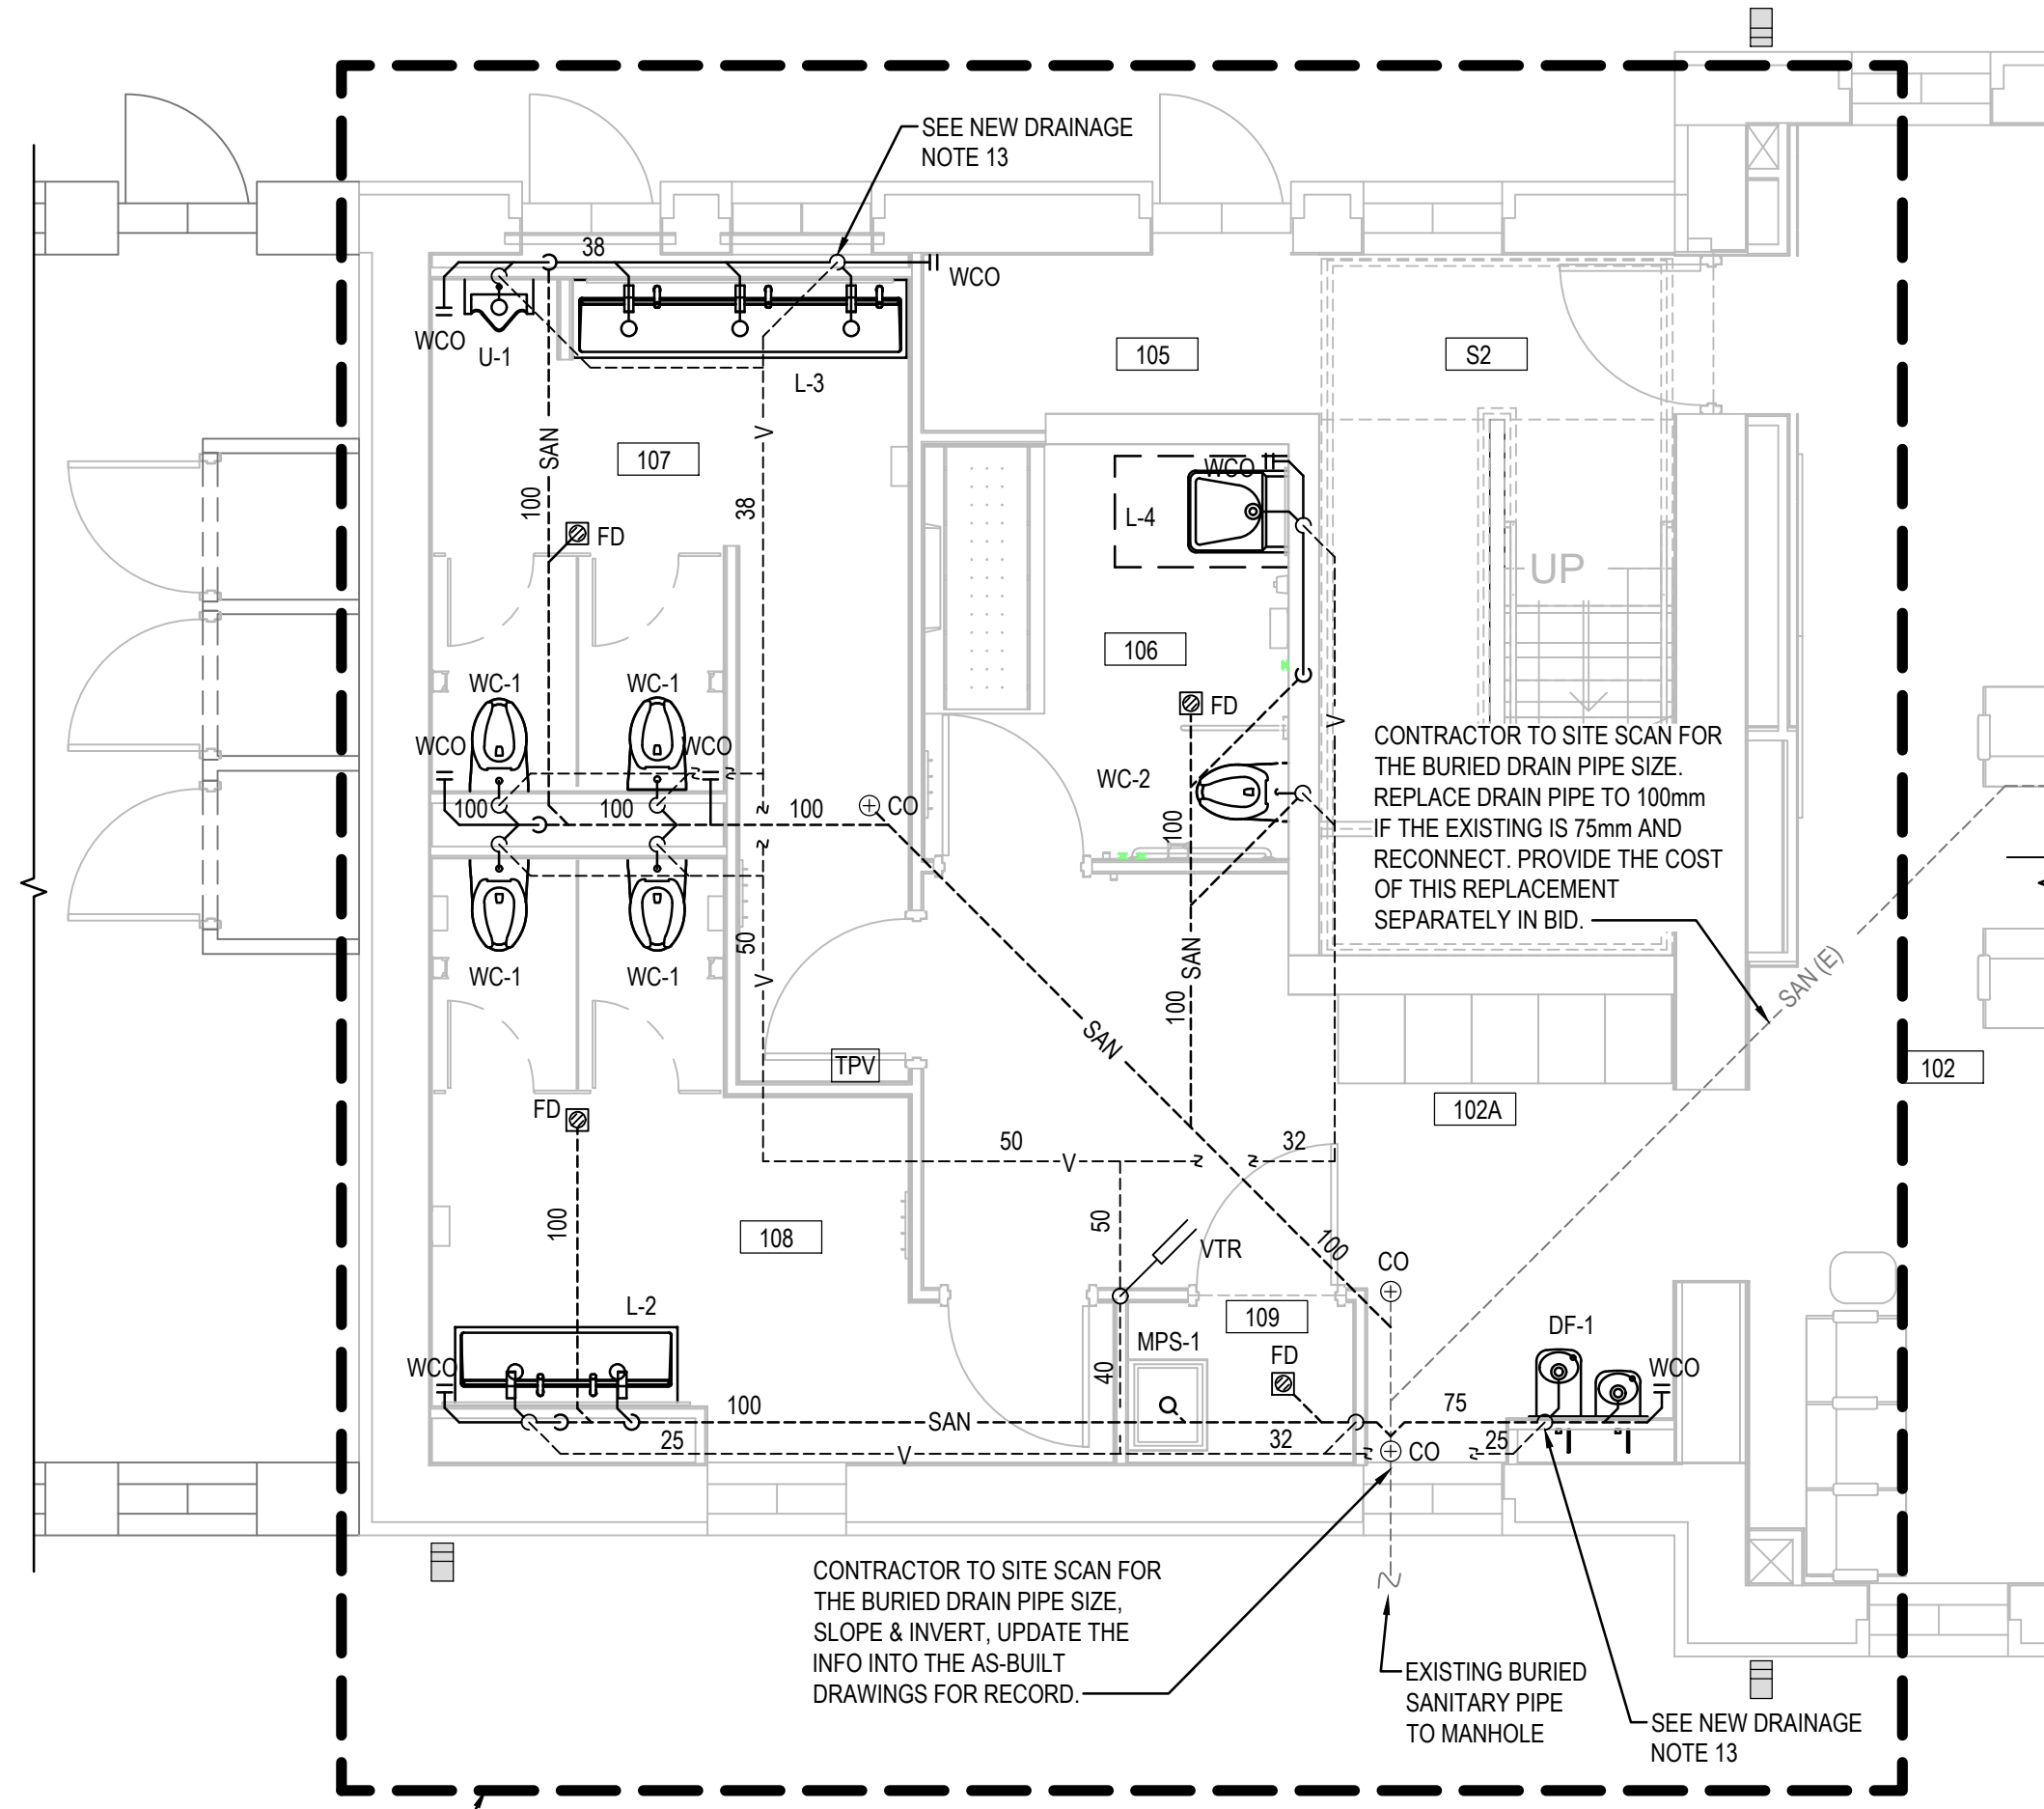 SEE NEW DRAINAGE
NOTE 13
38
WCO
WCO
U-1
L-3
105
S2
SAN
V
107
WCO
100
38
L-4
FD
UP
106
WC-1
WC-1
FD
V
WCO
WCO
WC-2
CONTRACTOR TO SITE SCAN FOR
THE BURIED DRAIN PIPE SIZE.
REPLACE DRAIN PIPE TO 100mm
IF THE EXISTING IS 75mm AND
RECONNECT. PROVIDE THE COST
OF THIS REPLACEMENT
SEPARATELY IN BID.
100
100
100
CO
100
50
V
SAN
100
WC-1
WC-1
SAN (E)
SAN
TPV
102
102A
FD
50
V
32
100
108
50
VTR
100
CO
L-2
109
DF-1
MPS-1
FD
WCO
WCO
40
100
SAN
75
25
V
32
CO
25
CONTRACTOR TO SITE SCAN FOR
THE BURIED DRAIN PIPE SIZE,
SLOPE & INVERT, UPDATE THE
INFO INTO THE AS-BUILT
DRAWINGS FOR RECORD.
EXISTING BURIED
SANITARY PIPE
TO MANHOLE
SEE NEW DRAINAGE
NOTE 13